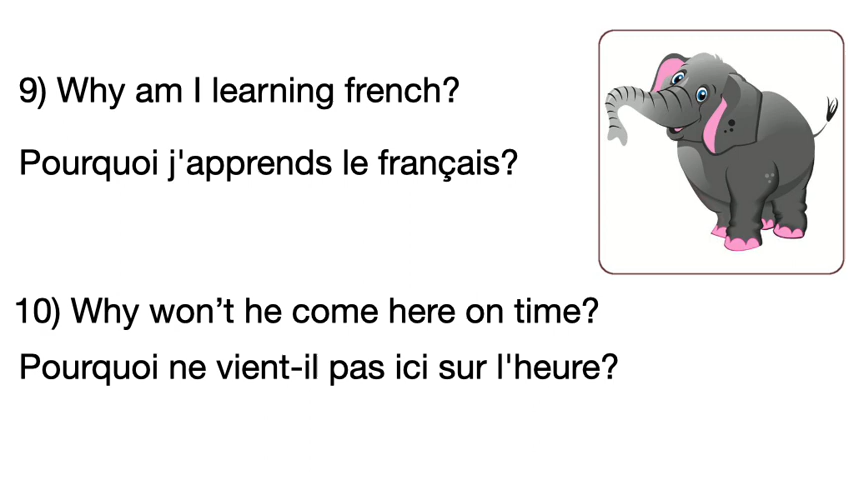 9) Why am I learning french?
Pourquoi j'apprends le français?
10) Why won’t he come here on time?
Pourquoi ne vient-il pas ici sur l'heure?